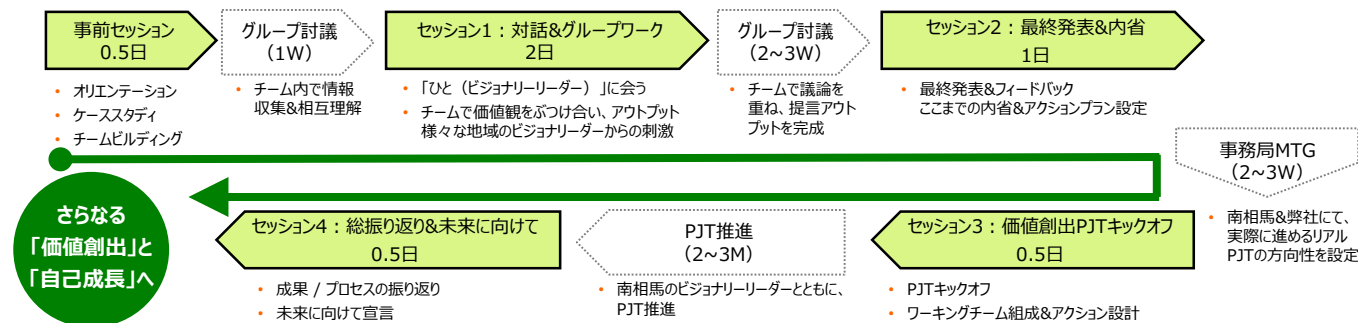 事前セッション
0.5日
• オリエンテーション
• ケーススタディ
• チームビルディング
グループ討議
(1W)
• チーム内で情報
収集&相互理解
セッション1：対話&グループワーク
2日
• 「ひと（ビジョナリーリーダー）」に会う
• チームで価値観をぶつけ合い、アウトプット
様々な地域のビジョナリーダーからの刺激
グループ討議
(2~3W)
• チームで議論を
重ね、提言アウト
プットを完成
セッション2：最終発表&内省
1日
• 最終発表&フィードバック
ここまでの内省&アクションプラン設定
事務局MTG
(2~3W)
• 南相馬&弊社にて、
実際に進めるリアル
PJTの方向性を設定
セッション3：価値創出PJTキックオフ
0.5日
• PJTキックオフ
• ワーキングチーム組成&アクション設計
PJT推進
(2~3M)
• 南相馬のビジョナリーリーダーとともに、
PJT推進
セッション4：総振り返り&未来に向けて
0.5日
• 成果 / プロセスの振り返り
• 未来に向けて宣言
さらなる
「価値創出」と
「自己成長」へ